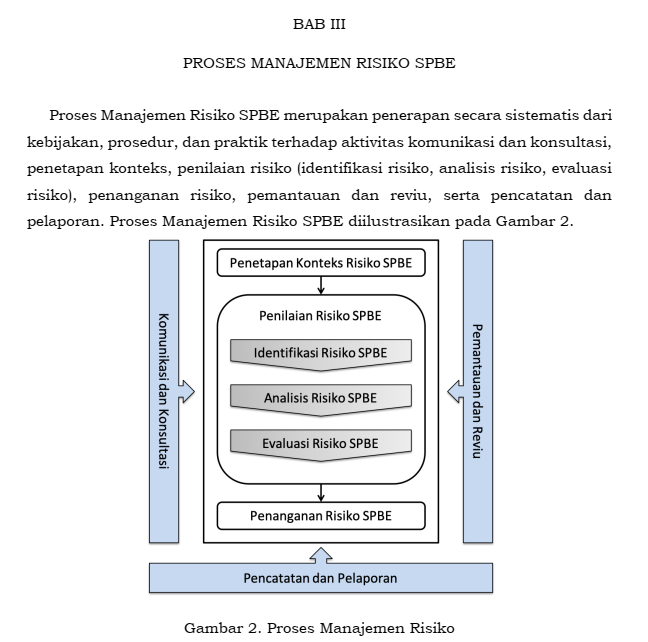 BAB III
PROSES MANAJEMEN RISIKO SPBE
Proses Manajemen Risiko SPBE merupakan penerapan secara sistematis dari
kebijakan, prosedur, dan praktik terhadap aktivitas komunikasi dan konsultasi,
penetapan konteks, penilaian risiko (identifikasi risiko, analisis risiko, evaluasi
risiko), penanganan risiko, pemantauan dan reviu, serta pencatatan dan
pelaporan. Proses Manajemen Risiko SPBE diilustrasikan pada Gambar 2.
Penetapan Konteks Risiko SPBE
Penilaian Risiko SPBE
Identifikasi Risiko SPBE
Analisis Risiko SPBE
Evaluasi Risiko SPBE
Penanganan Risiko SPBE
Komunikasi dan Konsultasi
Pemantauan dan Reviu
Pencatatan dan Pelaporan
Gambar 2. Proses Manajemen Risiko